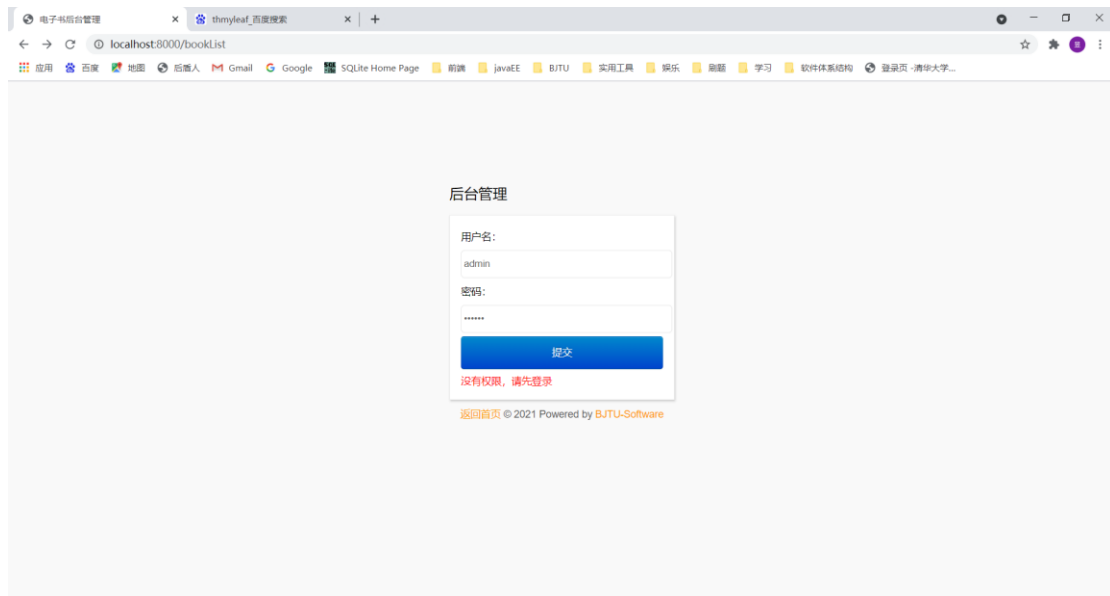 电子书后台管理 thmyleaf_百度搜索
localhost:8000/bookList
应用 百度 地图 后盾人 Gmail Google SQLite Home Page 前端 javaEE BJTU 实用工具 娱乐 刷题 学习 软件体系结构 登录页 -清华大学...
后台管理
用户名:
admin
密码:
••••••
提交
没有权限，请先登录
返回首页 © 2021 Powered by BJTU-Software